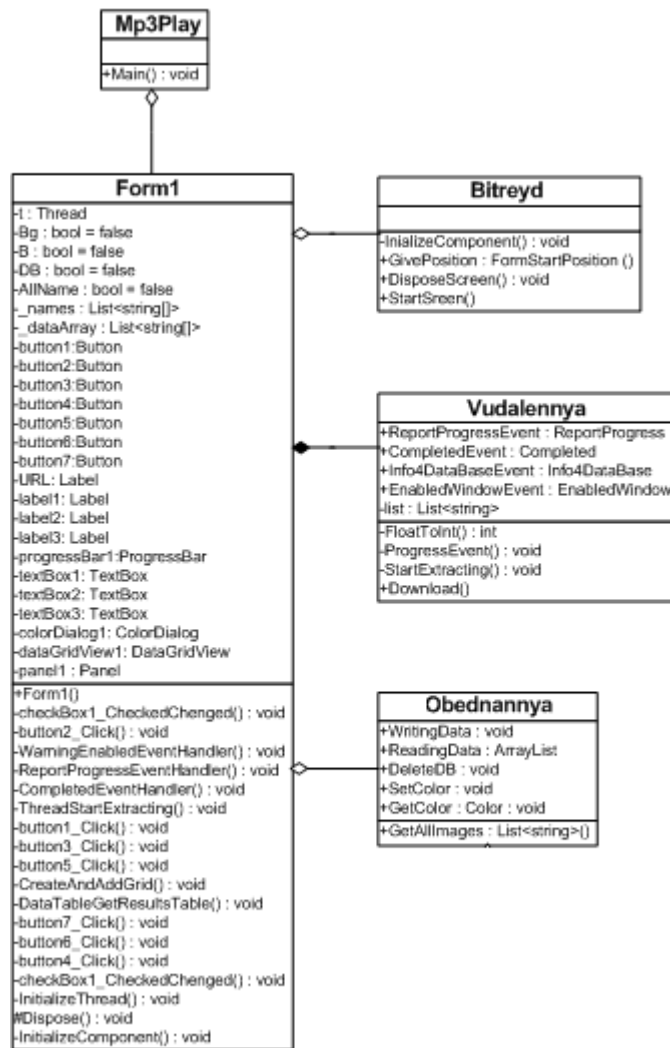 Mp3Play
+Main() : void
Form1
-t : Thread
-Bg : bool = false
-B : bool = false
-DB : bool = false
-AllName : bool = false
-_names : List<string[]>
-_dataArray : List<string[]>
-button1:Button
-button2:Button
-button3:Button
-button4:Button
-button5:Button
-button6:Button
-button7:Button
-URL: Label
-label1: Label
-label2: Label
-label3: Label
-progressBar1:ProgressBar
-textBox1: TextBox
-textBox2: TextBox
-textBox3: TextBox
-colorDialog1: ColorDialog
-dataGridView1: DataGridView
-panel1 : Panel
+Form1()
-checkBox1_CheckedChenged() : void
-button2_Click() : void
-WarningEnabledEventHandler() : void
-ReportProgressEventHandler() : void
-CompletedEventHandler() : void
-ThreadStartExtracting() : void
-button1_Click() : void
-button3_Click() : void
-button5_Click() : void
-CreateAndAddGrid() : void
-DataTableGetResultsTable() : void
-button7_Click() : void
-button6_Click() : void
-button4_Click() : void
-checkBox1_CheckedChenged() : void
-InitializeThread() : void
#Dispose() : void
-InitializeComponent() : void
Bitreyd
-InializeComponent() : void
+GivePosition : FormStartPosition ()
+DisposeScreen() : void
+StartSreen()
Vudalennya
+ReportProgressEvent : ReportProgress
+CompletedEvent : Completed
+Info4DataBaseEvent : Info4DataBase
+EnabledWindowEvent : EnabledWindow
-list : List<string>
-FloatToInt() : int
-ProgressEvent() : void
-StartExtracting() : void
+Download()
Obednannya
+WritingData : void
+ReadingData : ArrayList
+DeleteDB : void
+SetColor : void
+GetColor : Color : void
+GetAllImages : List<string>()